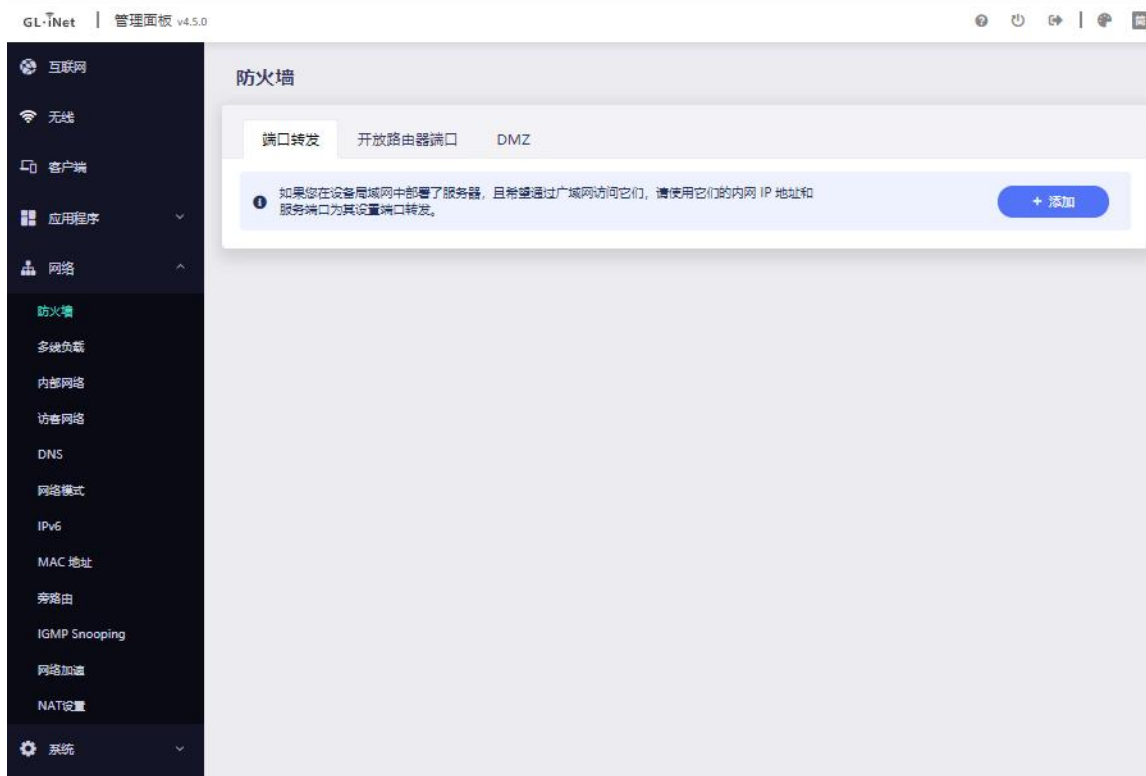 GL·iNet | 管理面板 v4.5.0
简
互联网
无线
客户端
应用程序
网络
防火墙
多线负载
内部网络
访客网络
DNS
网络模式
IPv6
MAC 地址
旁路由
IGMP Snooping
网络加速
NAT设置
系统
防火墙
端口转发 开放路由器端口 DMZ
如果您在设备局域网中部署了服务器，且希望通过广域网访问它们，请使用它们的内网 IP 地址和
服务端口为其设置端口转发。
+ 添加